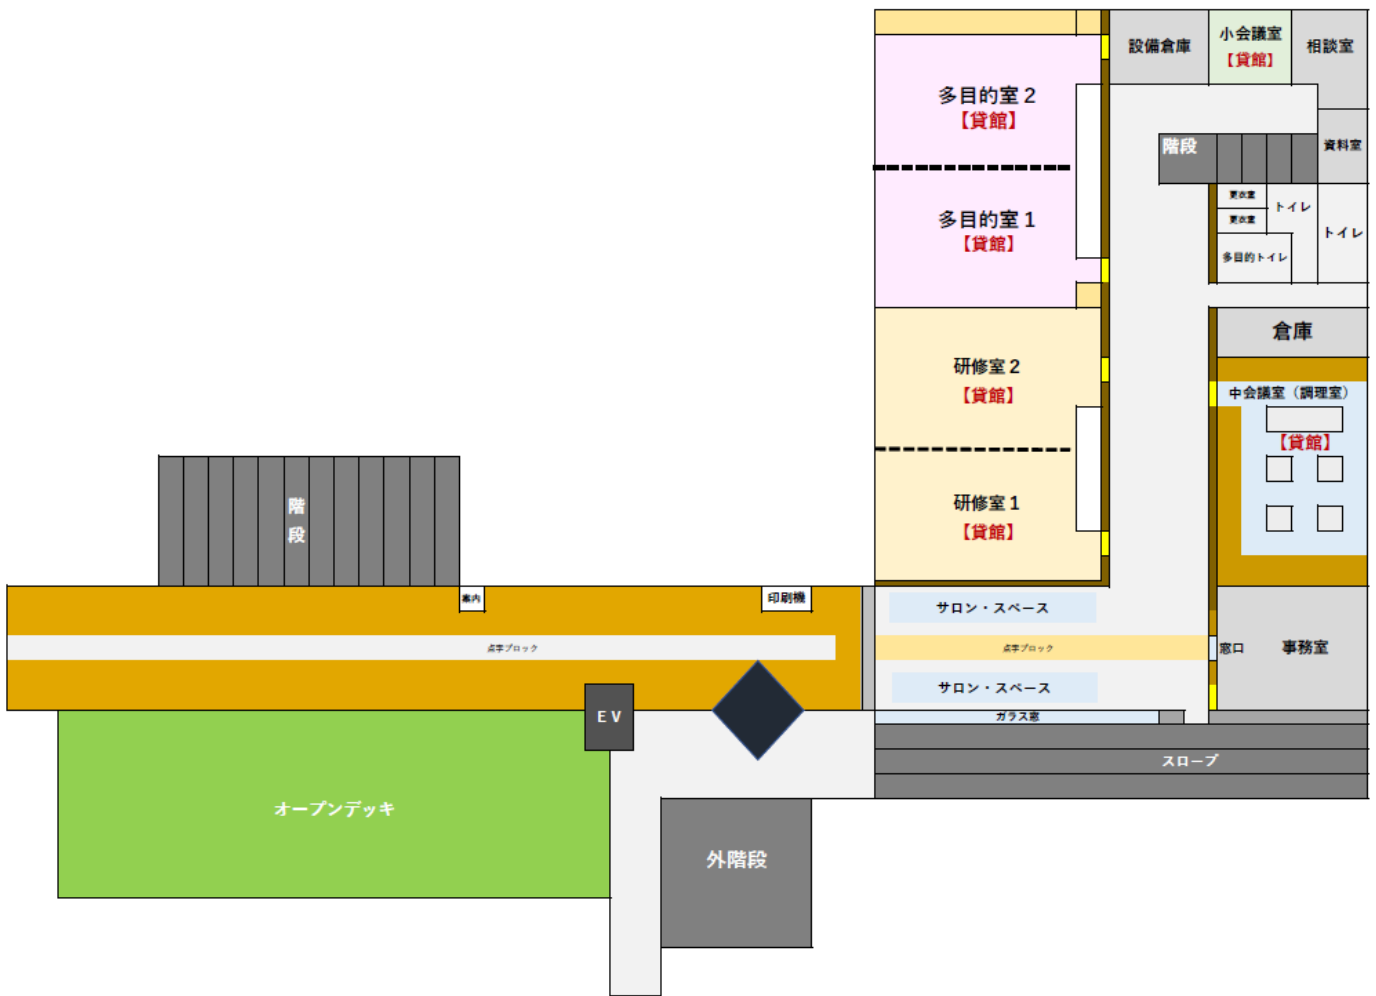 設備倉庫
小会議室
【貸館】
相談室
多目的室２
【貸館】
階段
資料室
更衣室
更衣室
トイレ
トイレ
多目的トイレ
多目的室１
【貸館】
倉庫
研修室２
【貸館】
中会議室（調理室）
【貸館】
研修室１
【貸館】
階
段
案内
印刷機
サロン・スペース
点字ブロック
点字ブロック
窓口
事務室
サロン・スペース
ガラス窓
ＥＶ
スロープ
オープンデッキ
外階段